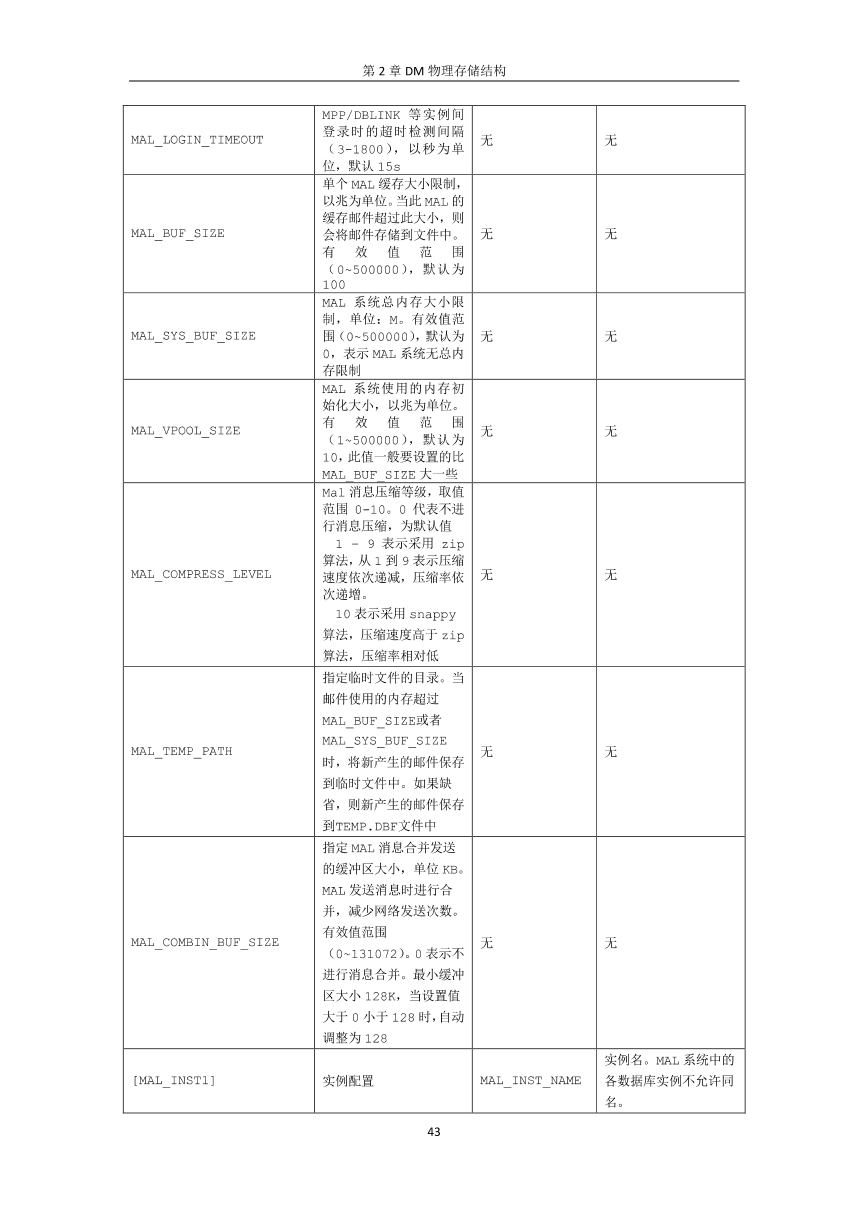 第 2 章 DM 物理存储结构
MAL_LOGIN_TIMEOUT
MPP/DBLINK 等实例间
登录时的超时检测间隔
（3-1800），以秒为单
位，默认 15s
无
无
MAL_BUF_SIZE
单个 MAL 缓存大小限制，
以兆为单位。当此 MAL 的
缓存邮件超过此大小，则
会将邮件存储到文件中。
有 效 值 范 围
（0~500000），默认为
100
无
无
MAL_SYS_BUF_SIZE
MAL 系统总内存大小限
制，单位：M。有效值范
围（0~500000），默认为
0，表示 MAL 系统无总内
存限制
无
无
MAL_VPOOL_SIZE
MAL 系统使用的内存初
始化大小，以兆为单位。
有 效 值 范 围
（1~500000），默认为
10，此值一般要设置的比
MAL_BUF_SIZE 大一些
无
无
MAL_COMPRESS_LEVEL
Mal 消息压缩等级，取值
范围 0-10。0 代表不进
行消息压缩，为默认值
1 – 9 表示采用 zip
算法，从 1 到 9 表示压缩
速度依次递减，压缩率依
次递增。
10 表示采用 snappy
算法，压缩速度高于 zip
算法，压缩率相对低
无
无
MAL_TEMP_PATH
指定临时文件的目录。当
邮件使用的内存超过
MAL_BUF_SIZE或者
MAL_SYS_BUF_SIZE
时，将新产生的邮件保存
到临时文件中。如果缺
省，则新产生的邮件保存
到TEMP.DBF文件中
无
无
MAL_COMBIN_BUF_SIZE
指定 MAL 消息合并发送
的缓冲区大小，单位 KB。
MAL 发送消息时进行合
并，减少网络发送次数。
有效值范围
（0~131072）。0 表示不
进行消息合并。最小缓冲
区大小 128K，当设置值
大于 0 小于 128 时，自动
调整为 128
无
无
[MAL_INST1]
实例配置
MAL_INST_NAME
实例名。MAL 系统中的
各数据库实例不允许同
名。
43